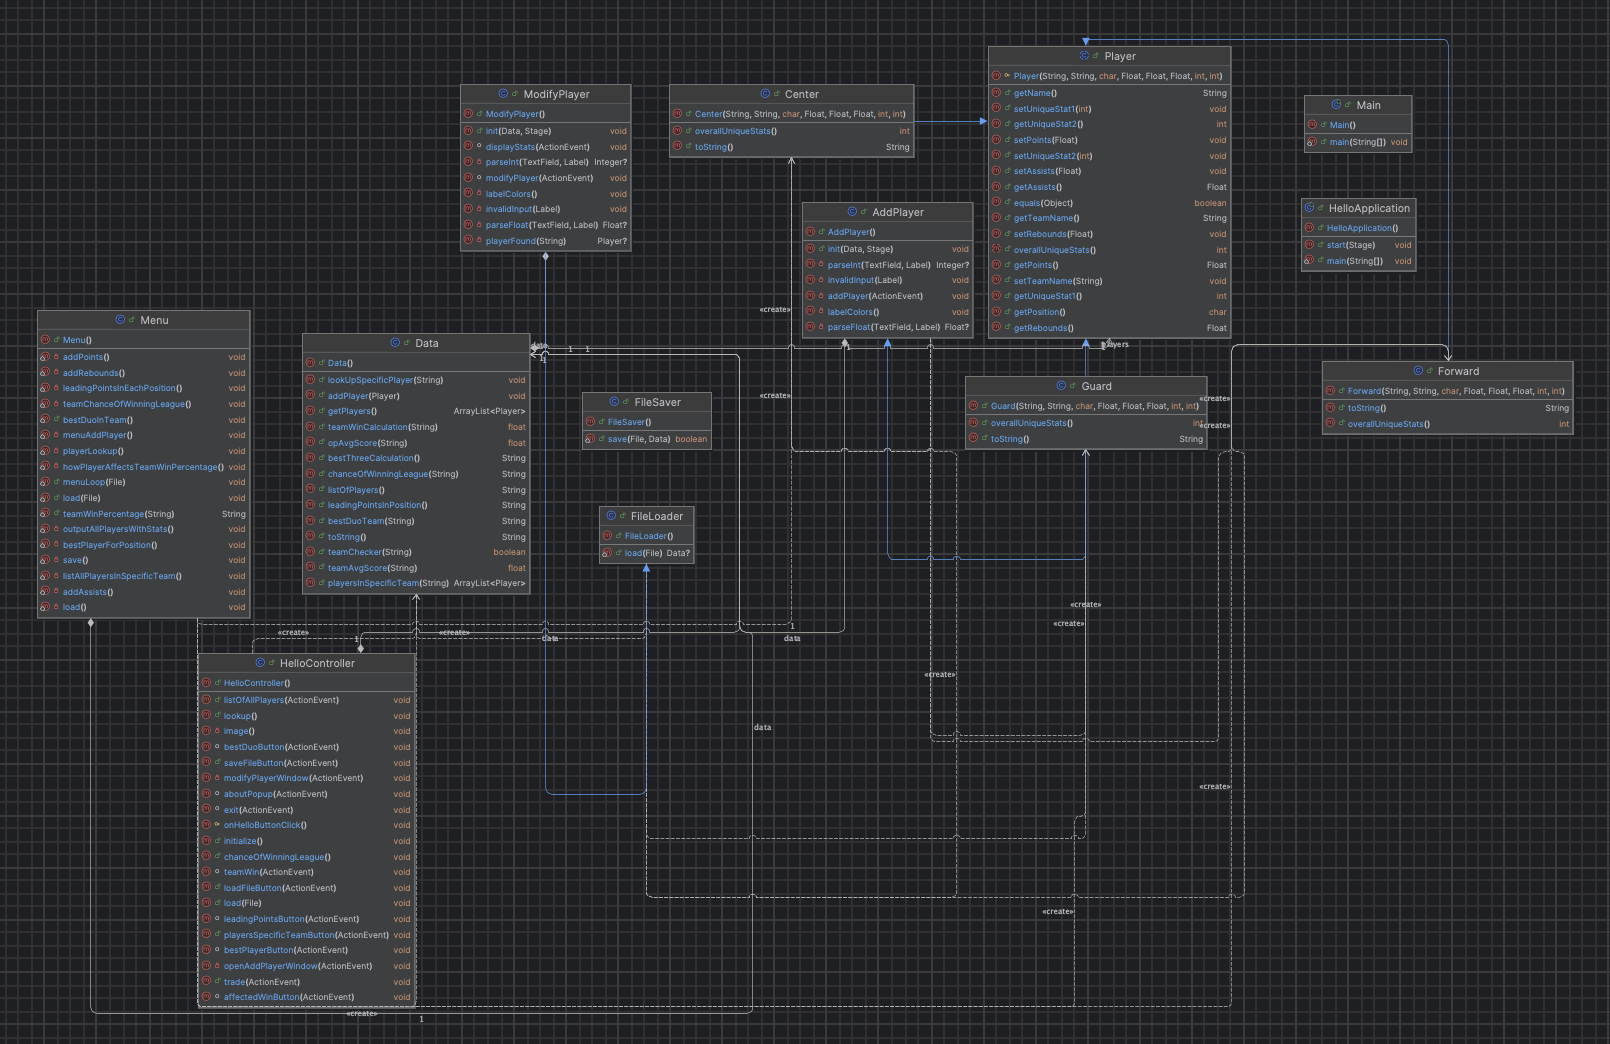 ModifyPlayer
ModifyPlayer()
init(Data, Stage) void
displayStats(ActionEvent) void
parseInt(TextField, Label) Integer?
modifyPlayer(ActionEvent) void
labelColors() void
invalidInput(Label) void
parseFloat(TextField, Label) Float?
playerFound(String) Player?
Center
Center(String, String, char, Float, Float, Float, int, int)
overallUniqueStats() int
toString() String
Player
Player(String, String, char, Float, Float, Float, int, int)
getName() String
setUniqueStat1(int) void
getUniqueStat2() int
setPoints(Float) void
setUniqueStat2(int) void
setAssists(Float) void
getAssists() Float
equals(Object) boolean
getTeamName() String
setRebounds(Float) void
overallUniqueStats() int
getPoints() Float
setTeamName(String) void
getUniqueStat1() int
getPosition() char
getRebounds() Float
Main
Main()
main(String[]) void
HelloApplication
HelloApplication()
start(Stage) void
main(String[]) void
AddPlayer
AddPlayer()
init(Data, Stage) void
parseInt(TextField, Label) Integer?
invalidInput(Label) void
addPlayer(ActionEvent) void
labelColors() void
parseFloat(TextField, Label) Float?
Menu
Menu()
addPoints() void
addRebounds() void
leadingPointsInEachPosition() void
teamChanceOfWinningLeague() void
bestDuoInTeam() void
menuAddPlayer() void
playerLookup() void
howPlayerAffectsTeamWinPercentage() void
menuLoop(File) void
load(File) void
teamWinPercentage(String) String
outputAllPlayersWithStats() void
bestPlayerForPosition() void
save() void
listAllPlayersInSpecificTeam() void
addAssists() void
load() void
Data
Data()
lookUpSpecificPlayer(String) void
addPlayer(Player) void
getPlayers() ArrayList<Player>
teamWinCalculation(String) float
opAvgScore(String) float
bestThreeCalculation() String
chanceOfWinningLeague(String) String
listOfPlayers() String
leadingPointsInPosition() String
bestDuoTeam(String) String
toString() String
teamChecker(String) boolean
teamAvgScore(String) float
playersInSpecificTeam(String) ArrayList<Player>
FileSaver
FileSaver()
save(File, Data) boolean
FileLoader
FileLoader()
load(File) Data?
Guard
Guard(String, String, char, Float, Float, Float, int, int)
overallUniqueStats() int
toString() String
Forward
Forward(String, String, char, Float, Float, Float, int, int)
toString() String
overallUniqueStats() int
HelloController
HelloController()
listOfAllPlayers(ActionEvent) void
lookup() void
image() void
bestDuoButton(ActionEvent) void
saveFileButton(ActionEvent) void
modifyPlayerWindow(ActionEvent) void
aboutPopup(ActionEvent) void
exit(ActionEvent) void
onHelloButtonClick() void
initialize() void
chanceOfWinningLeague() void
teamWin(ActionEvent) void
loadFileButton(ActionEvent) void
load(File) void
leadingPointsButton(ActionEvent) void
playersSpecificTeamButton(ActionEvent) void
bestPlayerButton(ActionEvent) void
openAddPlayerWindow(ActionEvent) void
trade(ActionEvent) void
affectedWinButton(ActionEvent) void
«create»
data
1
1
1
1
players
«create»
«create»
«create»
«create»
«create»
1
«create»
data
1
data
«create»
«create»
data
«create»
«create»
«create»
1